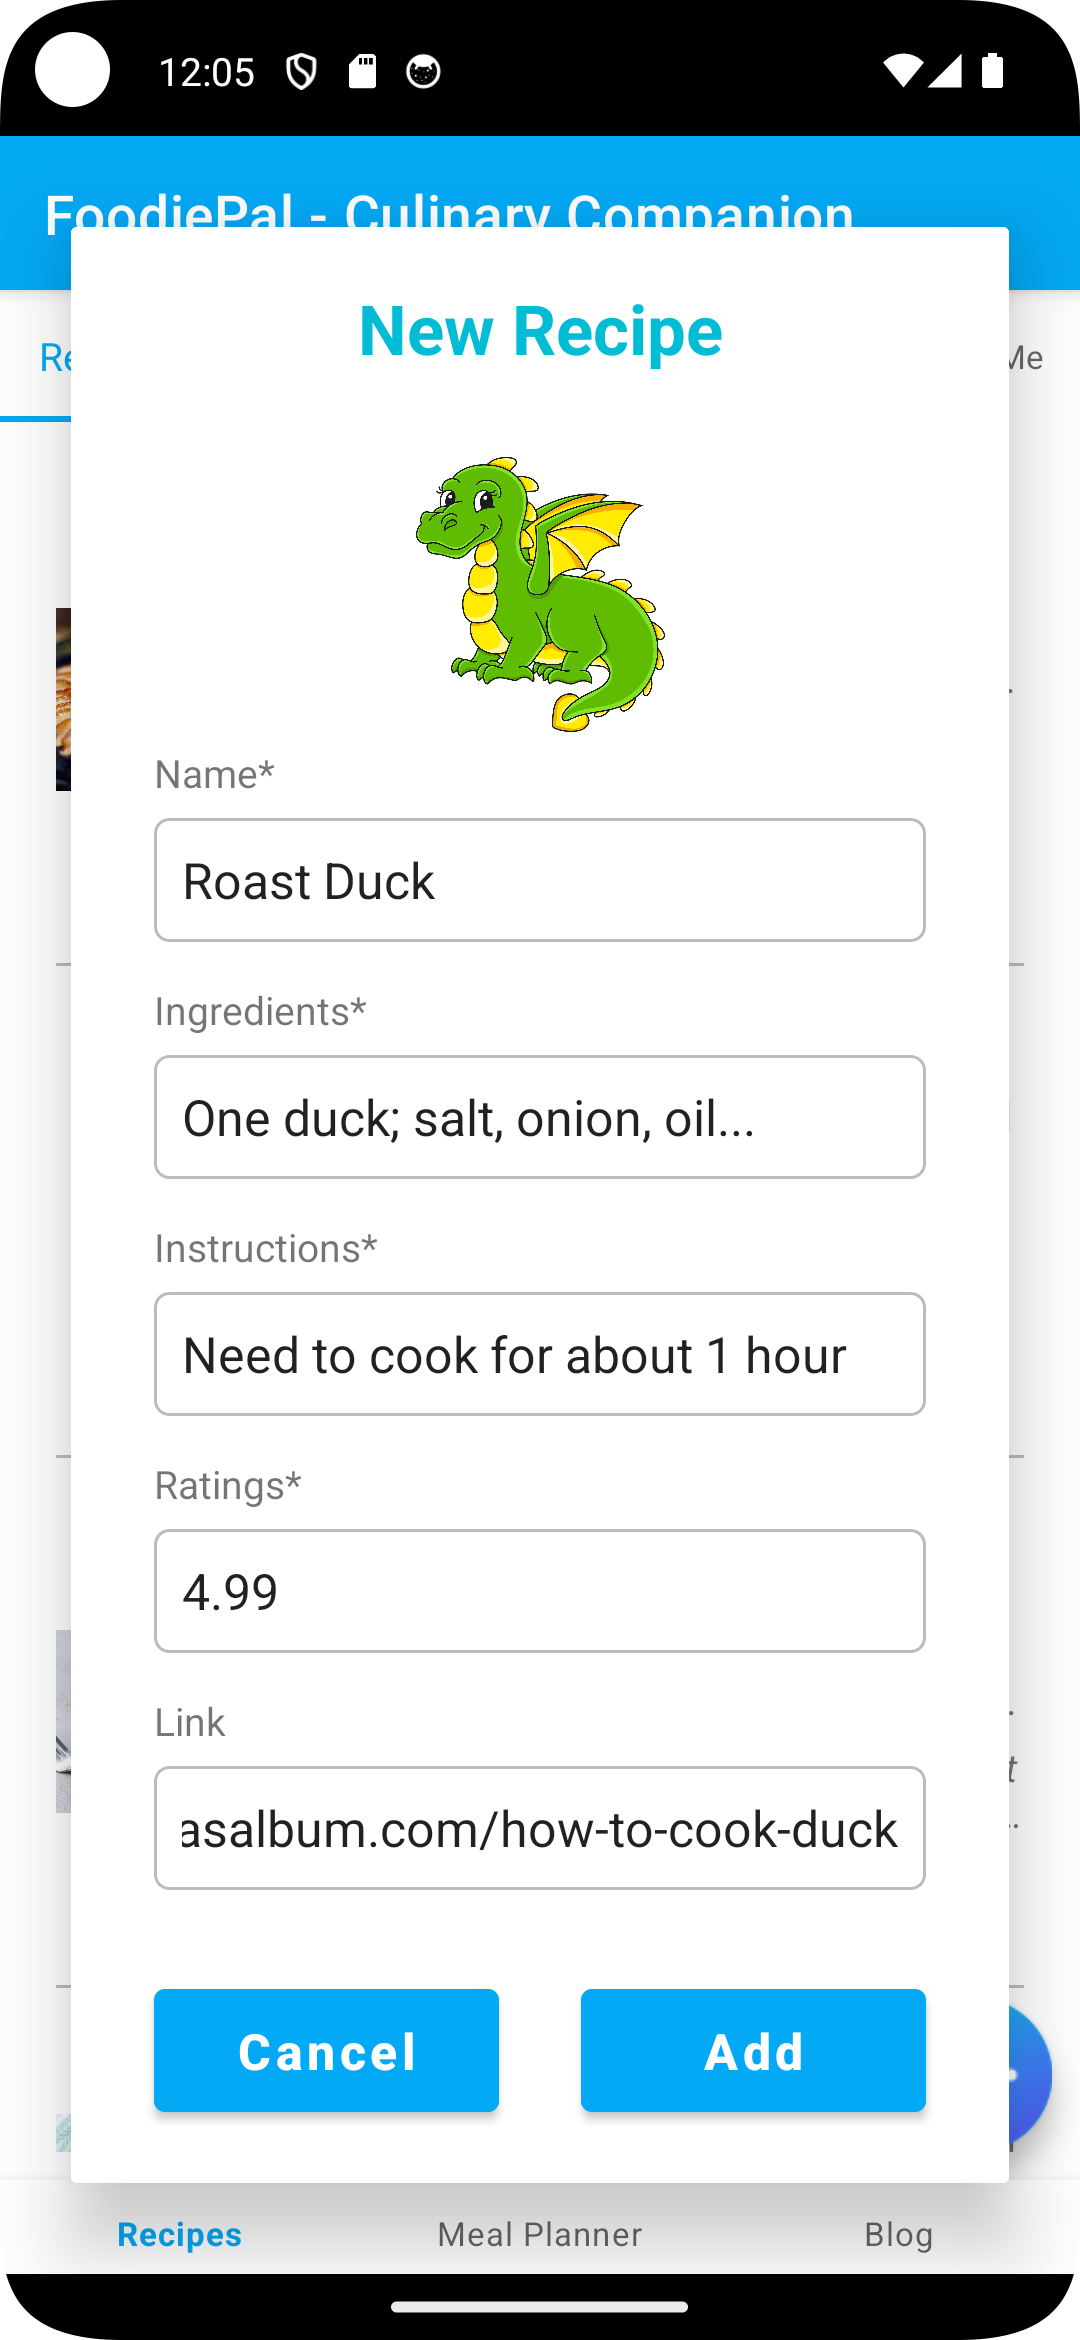 12:05
FoodiePal - Culinary Companion
Me
New Recipe
Name*
Roast Duck
Ingredients*
One duck; salt, onion, oil...
Instructions*
Need to cook for about 1 hour
Ratings*
4.99
Link
asalbum.com/how-to-cook-duck
Cancel
Add
Recipes
Meal Planner
Blog